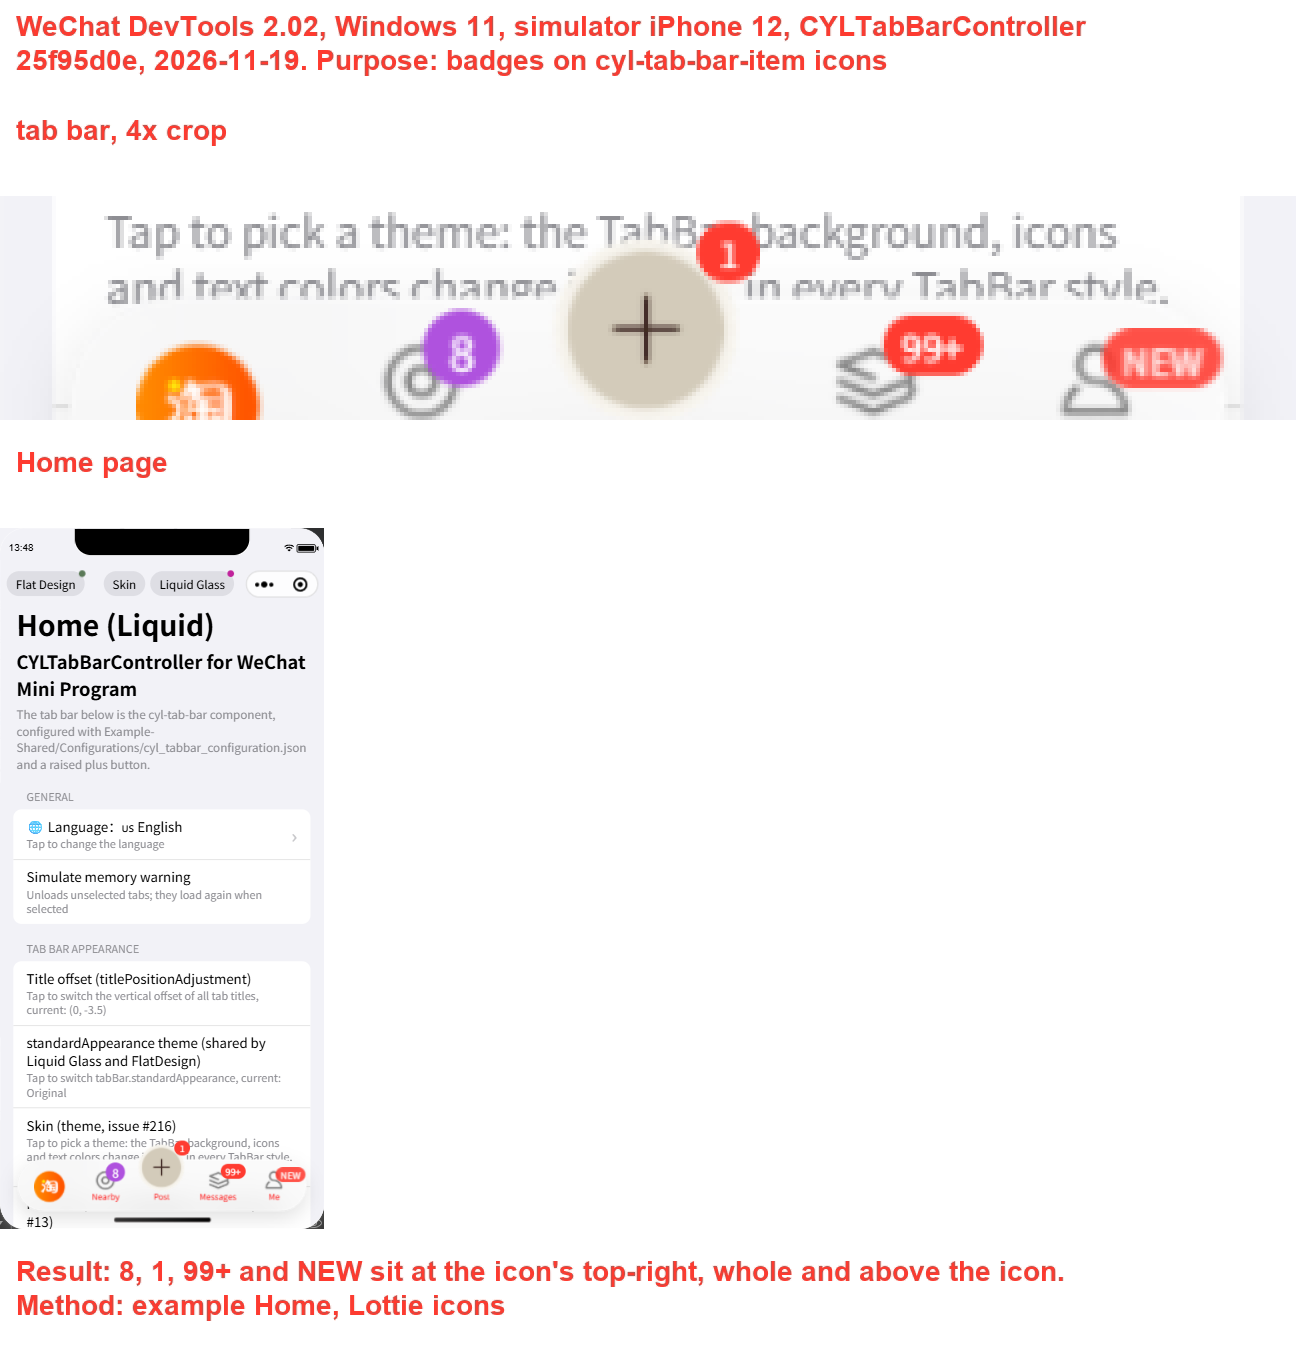 WeChat DevTools 2.02, Windows 11, simulator iPhone 12, CYLTabBarController
25f95d0e, 2026-11-19. Purpose: badges on cyl-tab-bar-item icons
tab bar, 4x crop
Tap to pick a theme: the TabBa background, icons
1
and text colors change in every TabBar style.
8
99+
NEW
淘
Home page
13:48
Flat Design
Skin
Liquid Glass
Home (Liquid)
CYLTabBarController for WeChat
Mini Program
The tab bar below is the cyl-tab-bar component,
configured with Example-
Shared/Configurations/cyl_tabbar_configuration.json
and a raised plus button.
GENERAL
🌐 Language：us English
Tap to change the language
Simulate memory warning
Unloads unselected tabs; they load again when
selected
TAB BAR APPEARANCE
Title offset (titlePositionAdjustment)
Tap to switch the vertical offset of all tab titles,
current: (0, -3.5)
standardAppearance theme (shared by
Liquid Glass and FlatDesign)
Tap to switch tabBar.standardAppearance, current:
Original
Skin (theme, issue #216)
Tap to pick a theme: the TabBa background, icons
1
and text colors change in every TabBar style.
淘
8
99+
NEW
Nearby
Post
Messages
Me
#13)
Result: 8, 1, 99+ and NEW sit at the icon's top-right, whole and above the icon.
Method: example Home, Lottie icons